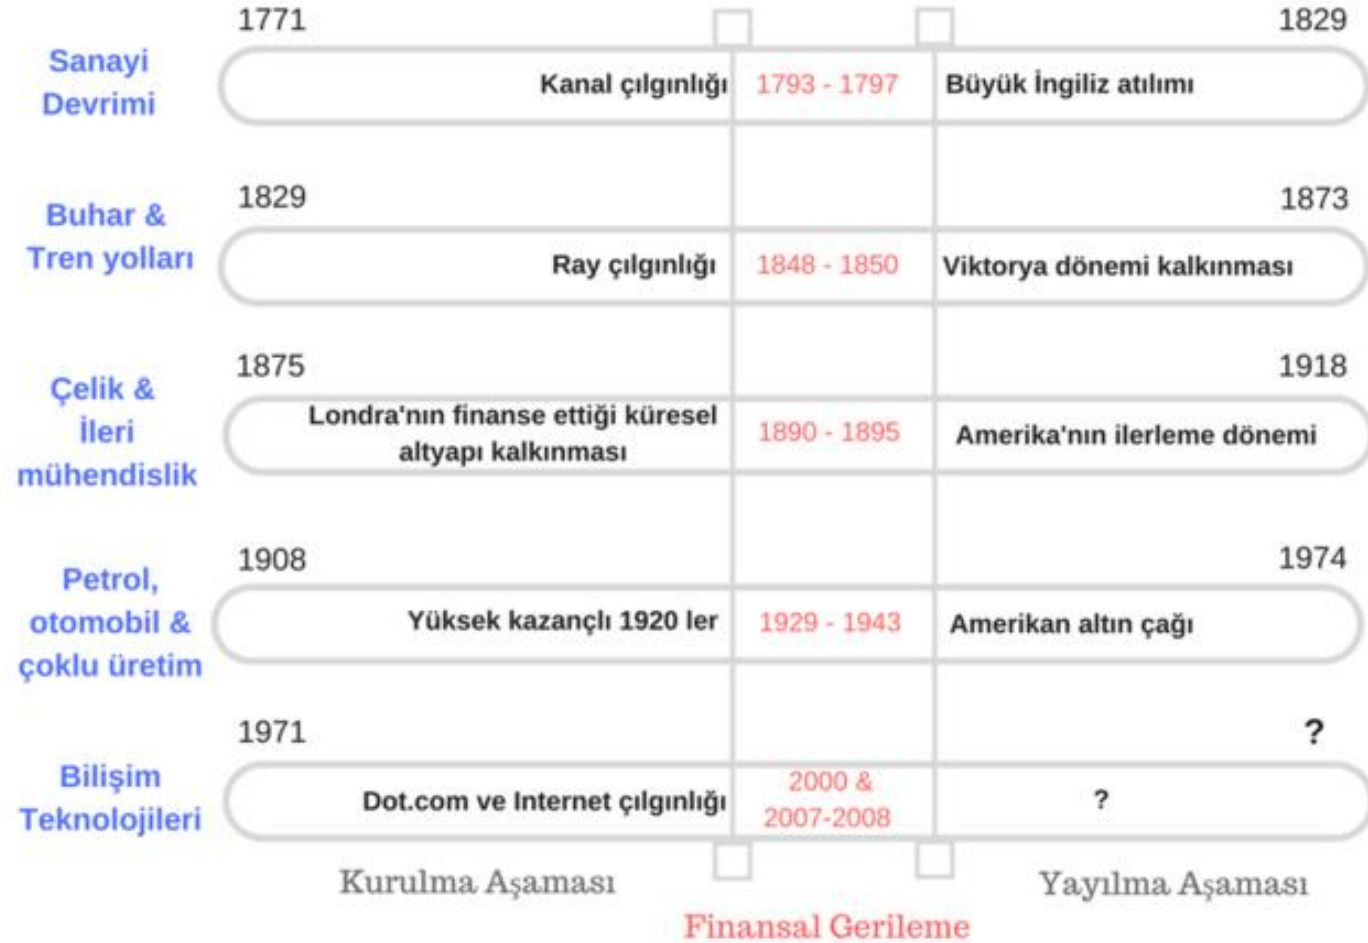 1771
1829
Sanayi
Devrimi
Kanal çılgınlığı
1793 - 1797
Büyük İngiliz atılımı
1829
1873
Buhar &
Tren yolları
Ray çılgınlığı
1848 - 1850
Viktorya dönemi kalkınması
1875
1918
Çelik &
İleri
mühendislik
Londra'nın finanse ettiği küresel
altyapı kalkınması
1890 - 1895
Amerika'nın ilerleme dönemi
1908
1974
Petrol,
otomobil &
çoklu üretim
Yüksek kazançlı 1920 ler
1929 - 1943
Amerikan altın çağı
1971
?
Bilişim
Teknolojileri
Dot.com ve Internet çılgınlığı
2000 &
2007-2008
?
Kurulma Aşaması
Yayılma Aşaması
Finansal Gerileme